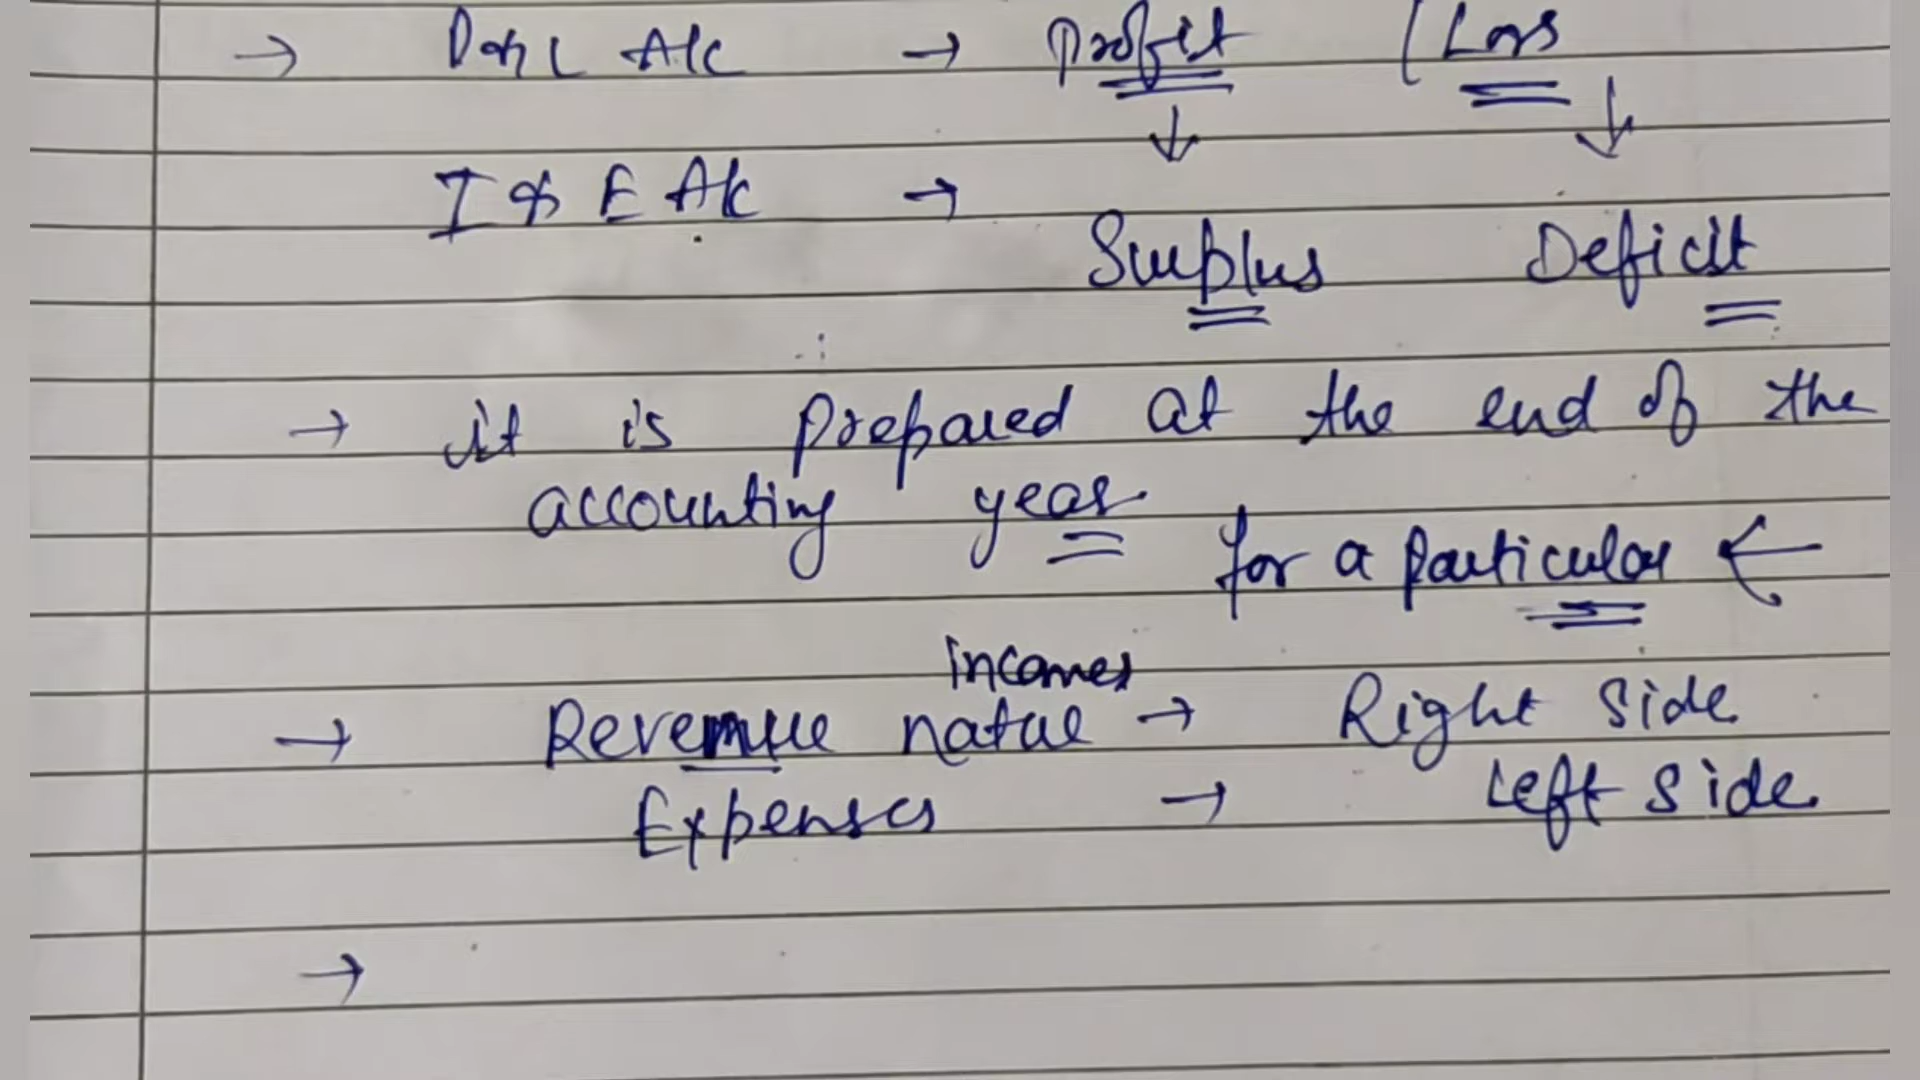 → P & L A/c → Profit / Loss
↓ ↓
I & E A/c →
Surplus Deficit
→ it is prepared at the end of the
accounting year
for a particular ←
incomes
→ Revenue natue → Right side
Expenses → Left side
→